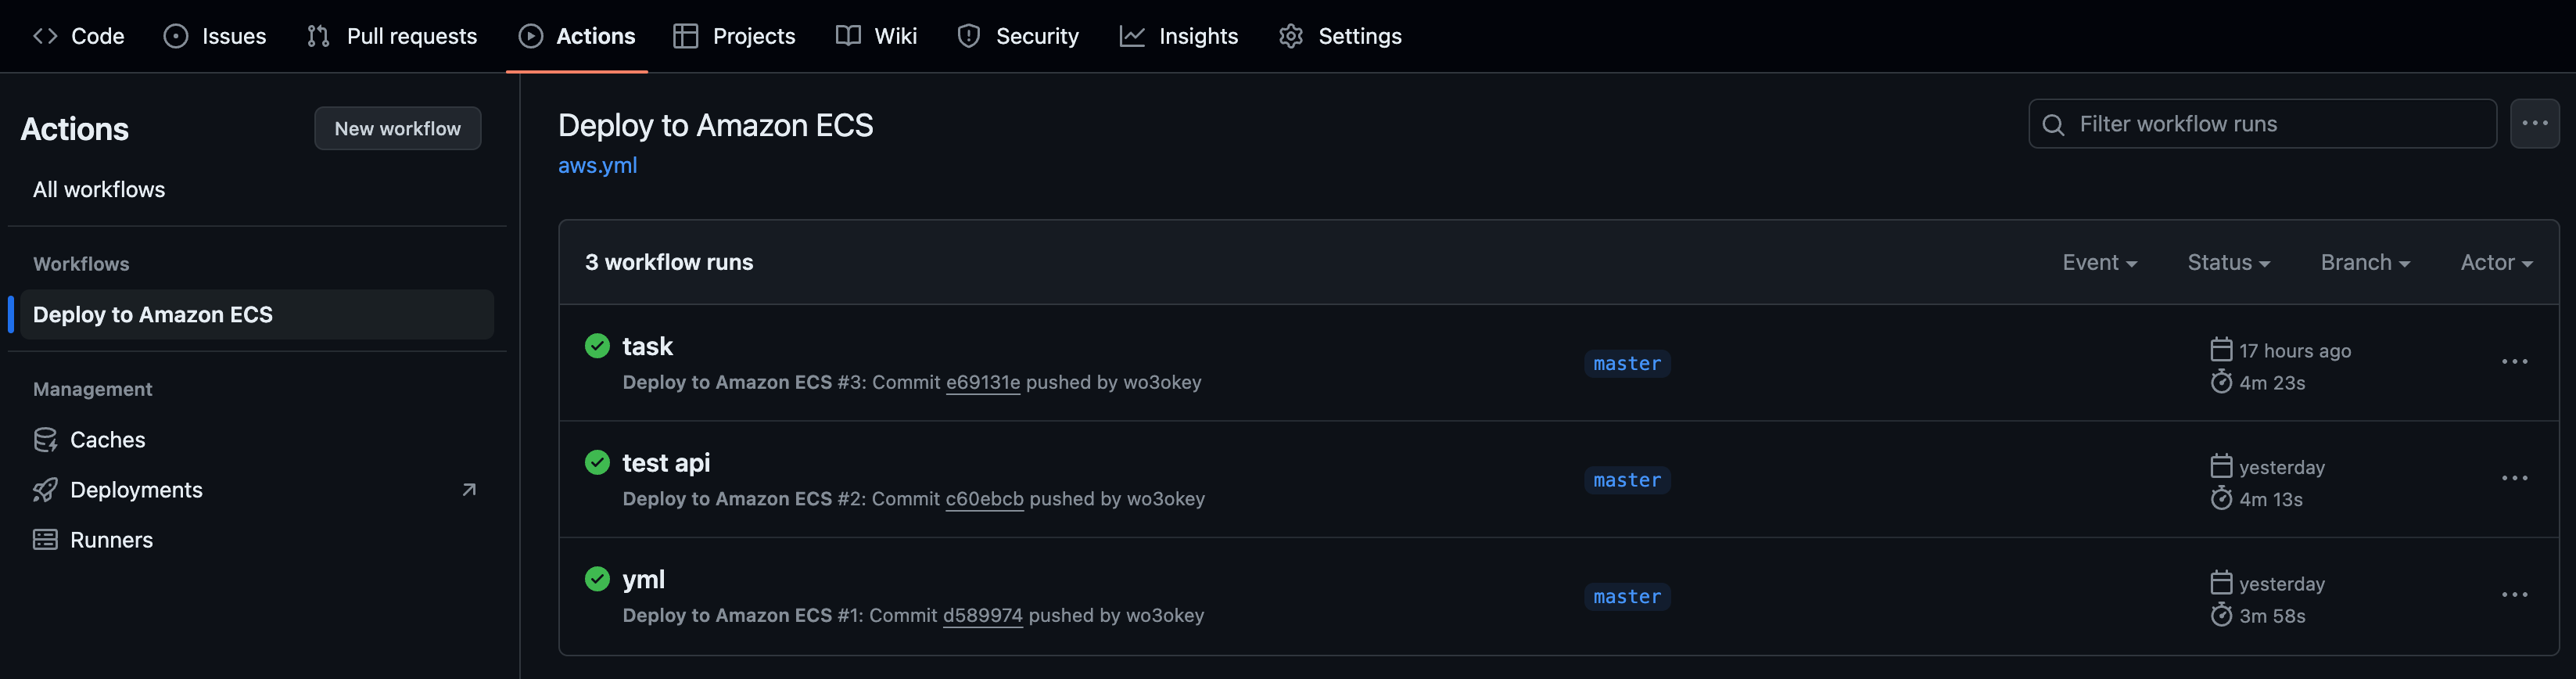 Code Issues Pull requests Actions Projects Wiki Security Insights Settings
Actions
New workflow
All workflows
Workflows
Deploy to Amazon ECS
Management
Caches
Deployments
Runners
Deploy to Amazon ECS
aws.yml
Filter workflow runs
3 workflow runs
Event Status Branch Actor
task
Deploy to Amazon ECS #3: Commit e69131e pushed by wo3okey
master
17 hours ago
4m 23s
test api
Deploy to Amazon ECS #2: Commit c60ebcb pushed by wo3okey
master
yesterday
4m 13s
yml
Deploy to Amazon ECS #1: Commit d589974 pushed by wo3okey
master
yesterday
3m 58s